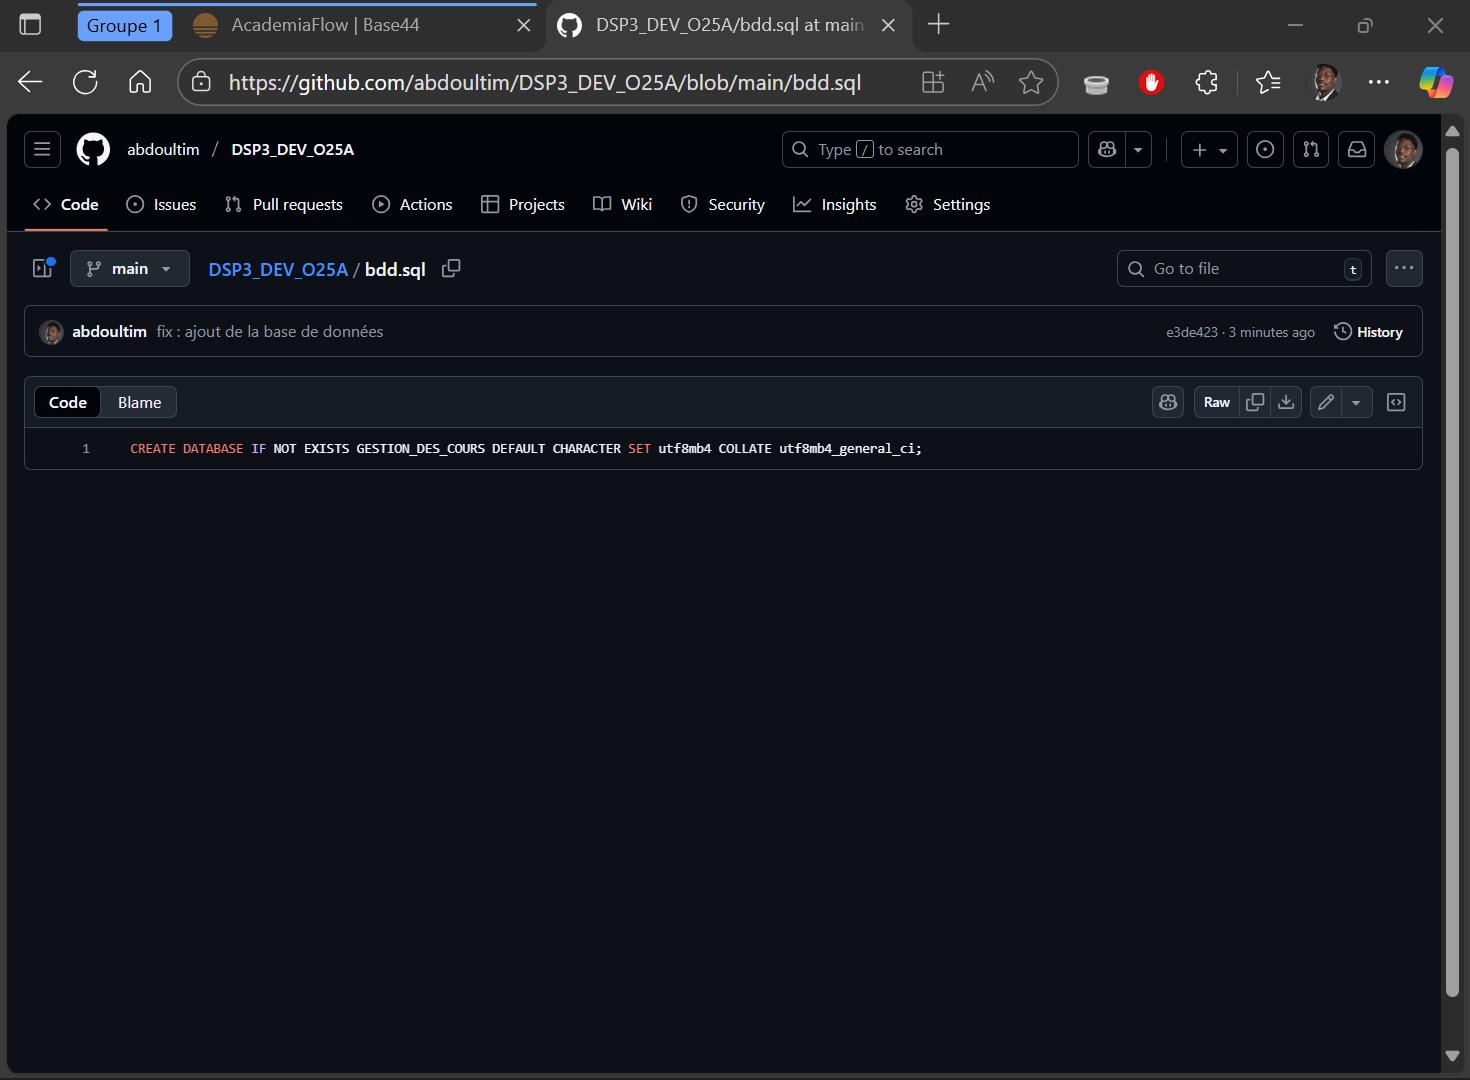 Groupe 1
AcademiaFlow | Base44
DSP3_DEV_O25A/bdd.sql at main
https://github.com/abdoultim/DSP3_DEV_O25A/blob/main/bdd.sql
abdoultim / DSP3_DEV_O25A
Type / to search
Code
Issues
Pull requests
Actions
Projects
Wiki
Security
Insights
Settings
main
DSP3_DEV_O25A / bdd.sql
Go to file
t
abdoultim fix : ajout de la base de données
e3de423 · 3 minutes ago
History
Code
Blame
Raw
1 CREATE DATABASE IF NOT EXISTS GESTION_DES_COURS DEFAULT CHARACTER SET utf8mb4 COLLATE utf8mb4_general_ci;